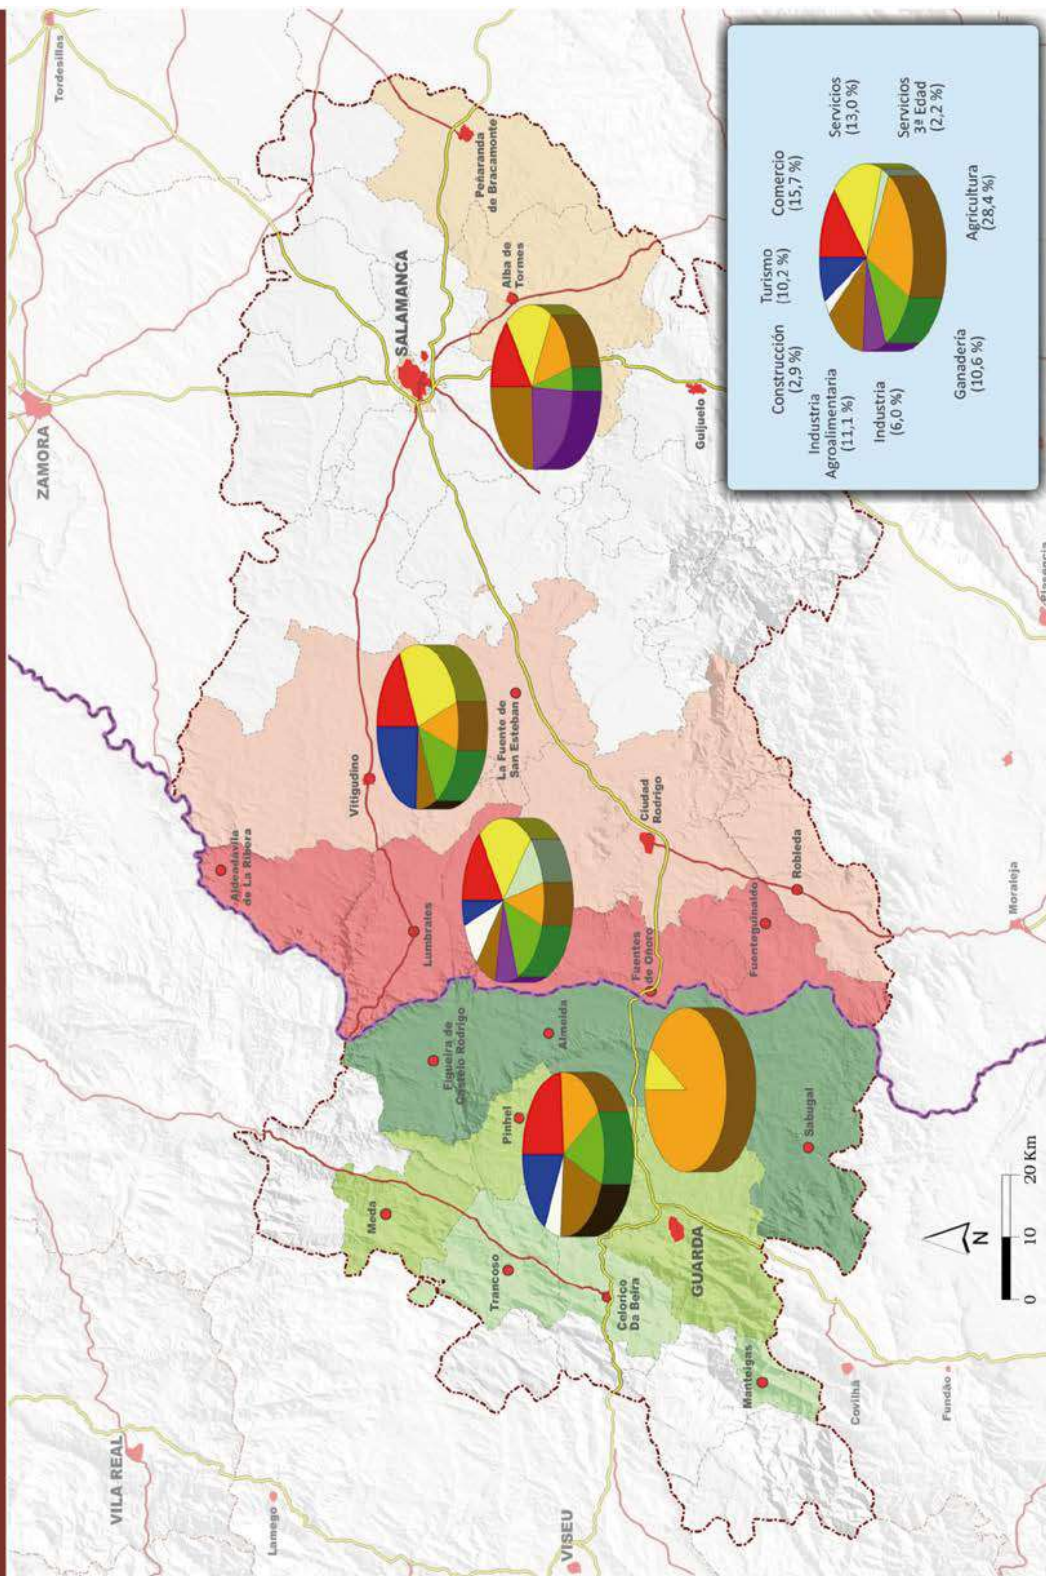 Tordesillas
ZAMORA
VILA REAL
Lamego
VISEU
Peñaranda
de Bracamonte
Alba de
Tormes
SALAMANCA
Guijuelo
Vitigudino
La Fuente de
San Esteban
Aldeadávila
de La Ribera
Lumbrales
Ciudad
Rodrigo
Robleda
Fuenteguinaldo
Fuentes
de Oñoro
Moraleja
Figueira de
Castelo Rodrigo
Almeida
Pinhel
Sabugal
Meda
Trancoso
Celorico
Da Beira
GUARDA
Manteigas
Covilhã
Fundão
Turismo
(10,2 %)
Comercio
(15,7 %)
Servicios
(13,0 %)
Servicios
3ª Edad
(2,2 %)
Agricultura
(28,4 %)
Ganadería
(10,6 %)
Industria
(6,0 %)
Industria
Agroalimentaria
(11,1 %)
Construcción
(2,9 %)
N
0 10 20 Km